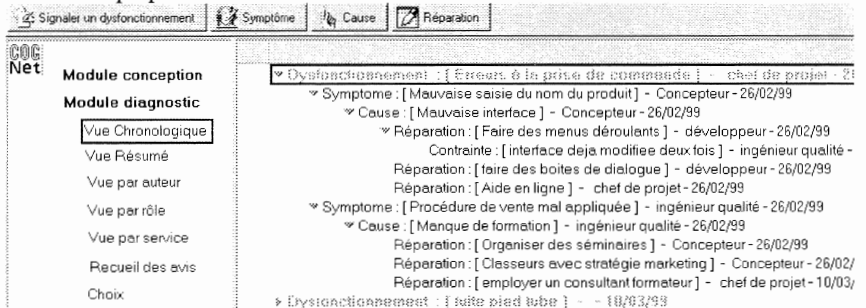 Signaler un dysfonctionnement Symptôme Cause Réparation
COG
Net
Module conception
Module diagnostic
Vue Chronologique
Vue Résumé
Vue par auteur
Vue par rôle
Vue par service
Recueil des avis
Choix
Dysfonctionnement : [ Erreurs à la prise de commande ] - chef de projet - 2
Symptome : [ Mauvaise saisie du nom du produit ] - Concepteur - 26/02/99
Cause : [ Mauvaise interface ] - Concepteur - 26/02/99
Réparation : [ Faire des menus déroulants ] - développeur - 26/02/99
Contrainte : [ interface deja modifiee deux fois ] - ingénieur qualité -
Réparation : [ faire des boites de dialogue ] - développeur - 26/02/99
Réparation : [ Aide en ligne ] - chef de projet - 26/02/99
Symptome : [ Procédure de vente mal appliquée ] - ingénieur qualité - 26/02/99
Cause : [ Manque de formation ] - ingénieur qualité - 26/02/99
Réparation : [ Organiser des séminaires ] - Concepteur - 26/02/99
Réparation : [ Classeurs avec stratégie marketing ] - Concepteur - 26/02/
Réparation : [ employer un consultant formateur ] - chef de projet - 10/03/
Dysfonctionnement : [ fuite pied tube ] - - 18/03/99